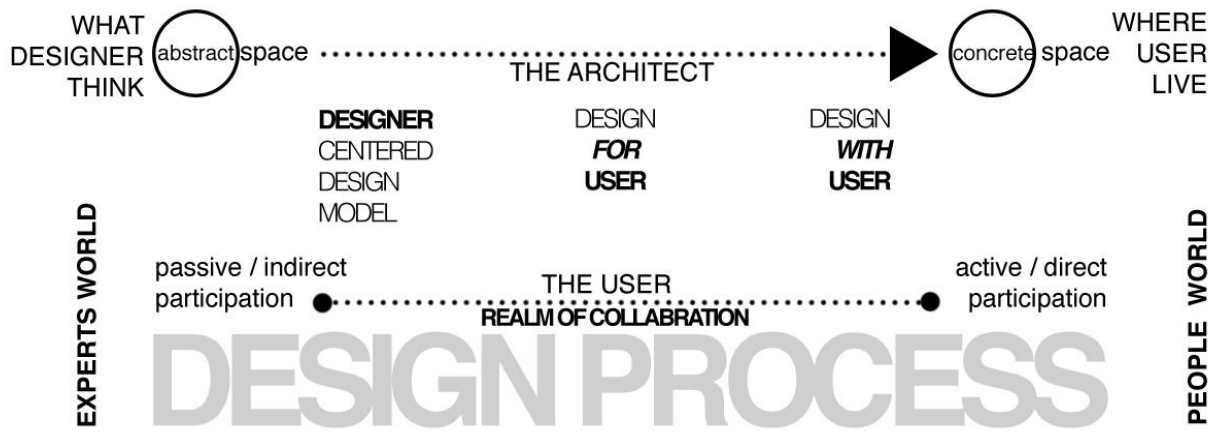 WHAT
DESIGNER
THINK
abstract space
THE ARCHITECT
concrete space
WHERE
USER
LIVE
DESIGNER
CENTERED
DESIGN
MODEL
DESIGN
FOR
USER
DESIGN
WITH
USER
EXPERTS WORLD
passive / indirect
participation
THE USER
REALM OF COLLABRATION
active / direct
participation
PEOPLE WORLD
DESIGN PROCESS